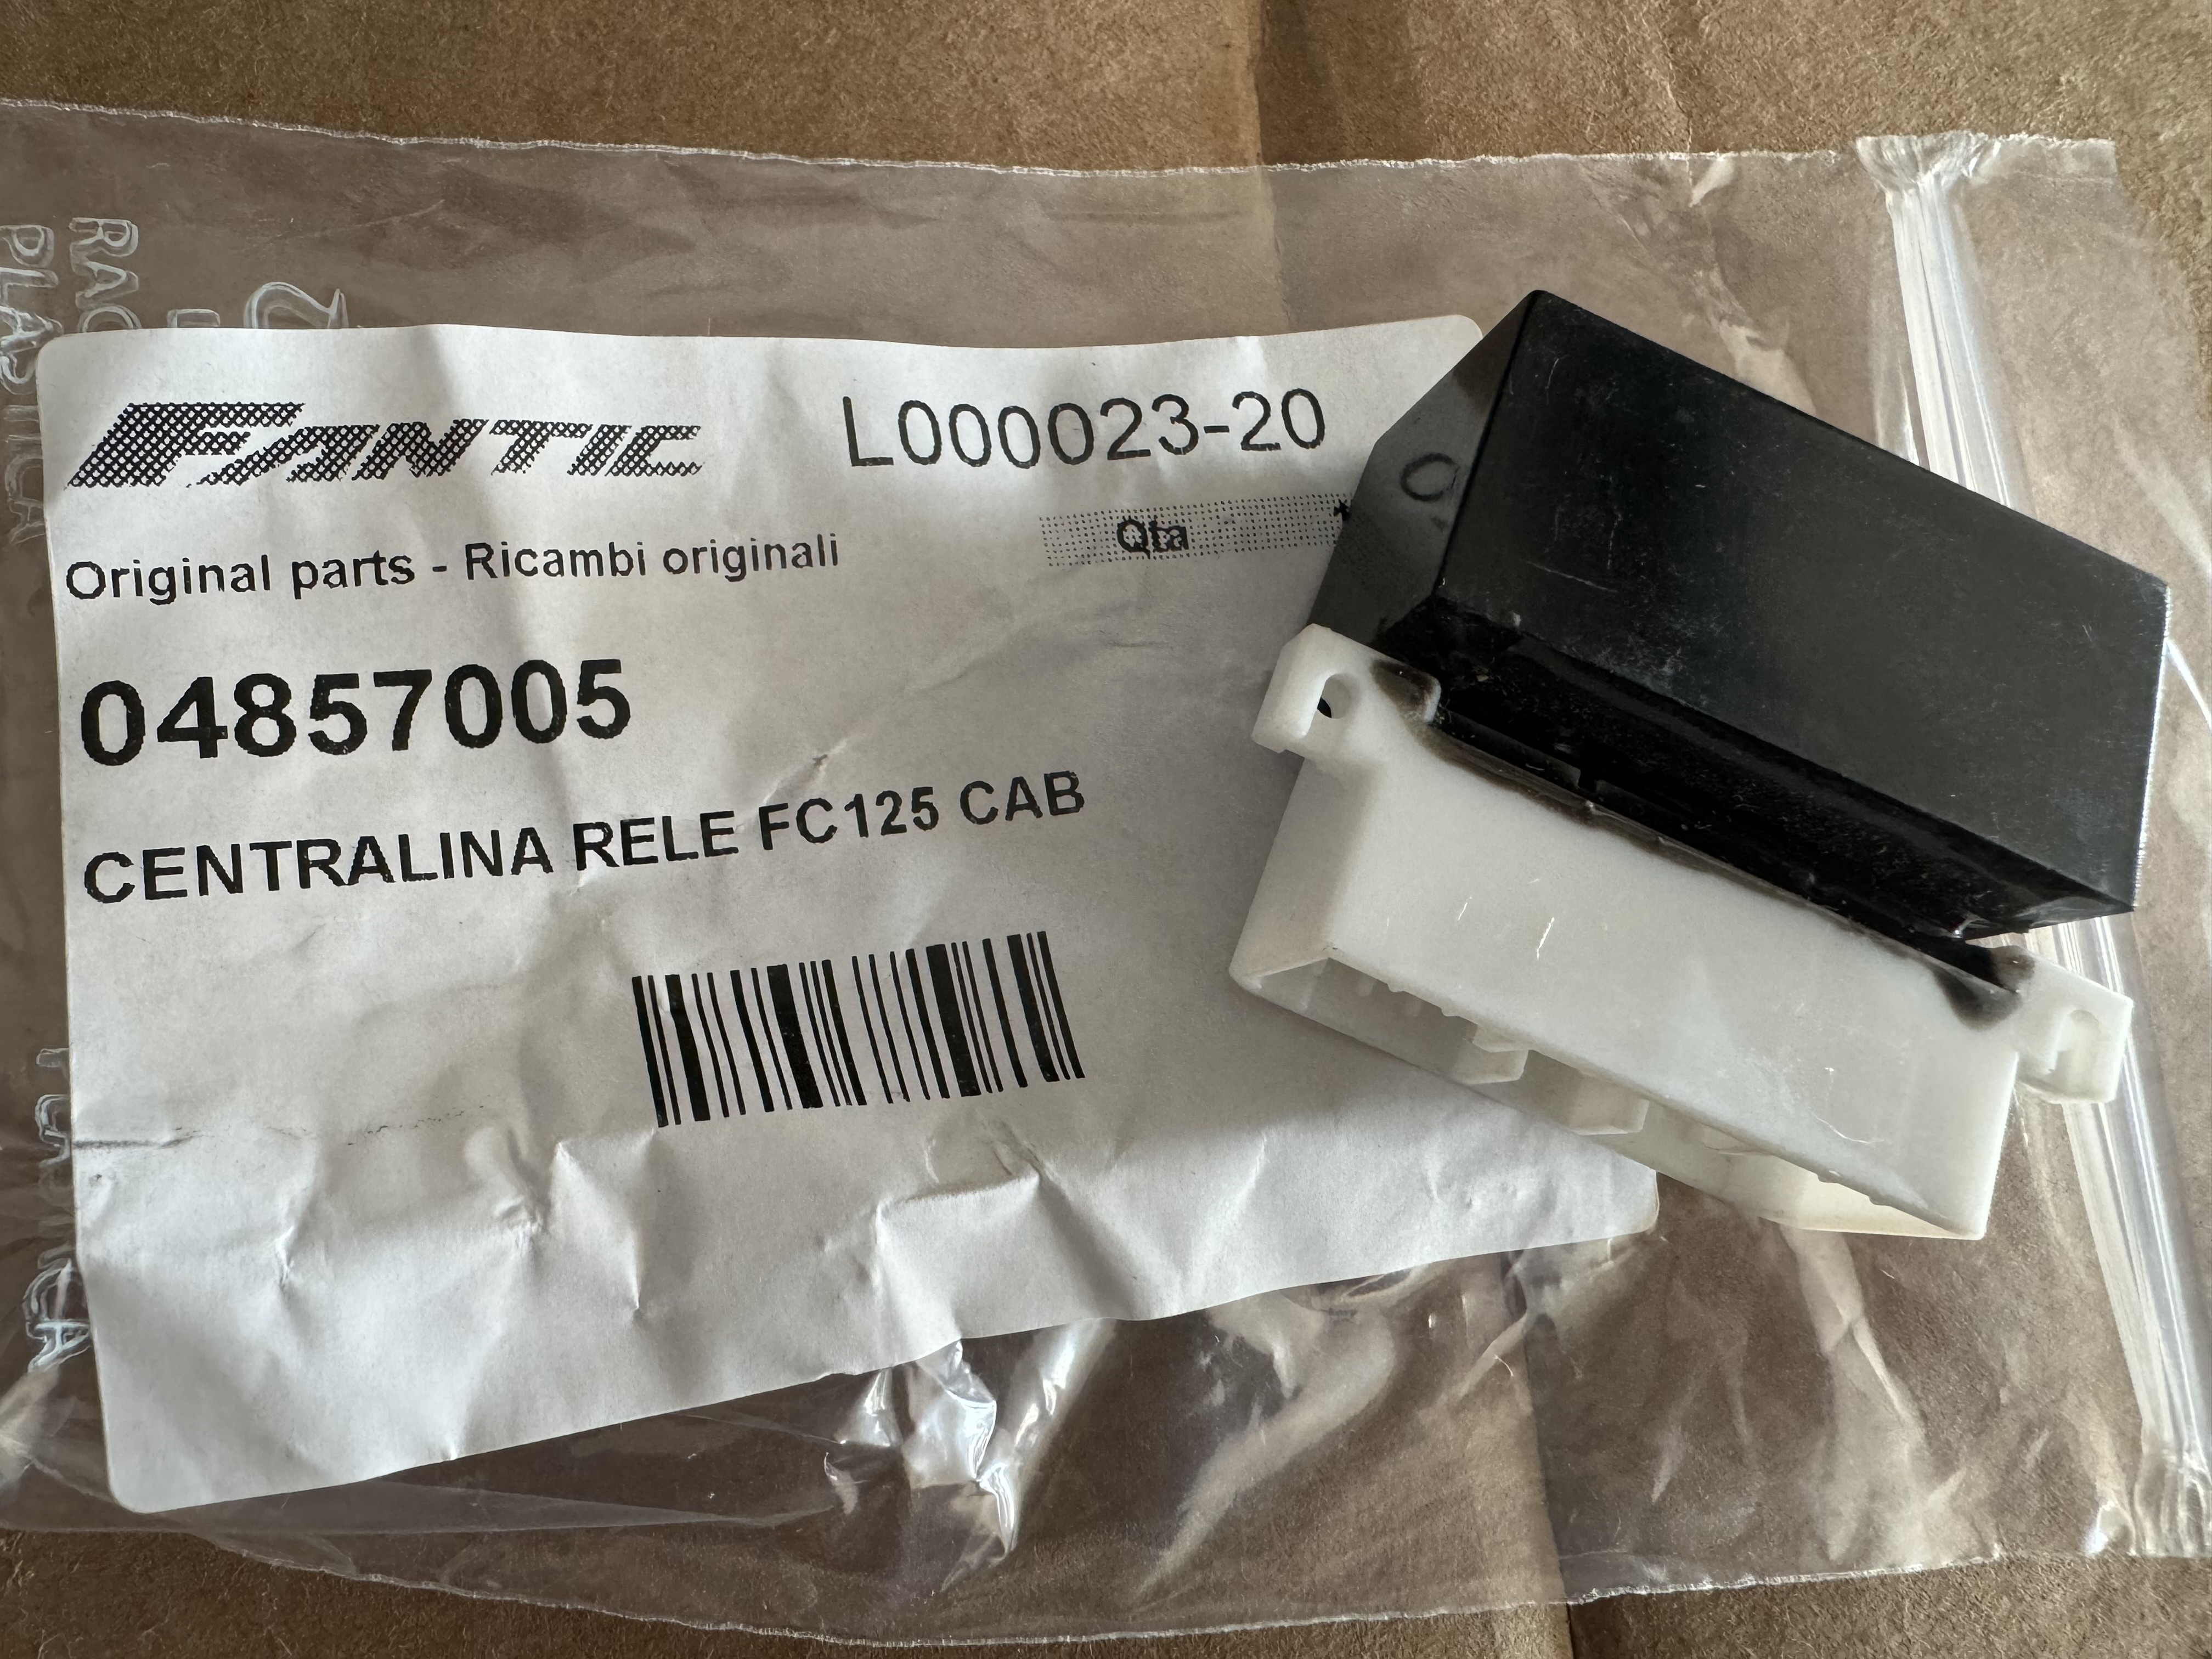 FANTIC
L000023-20
Original parts - Ricambi originali
Qta
04857005
CENTRALINA RELE FC125 CAB